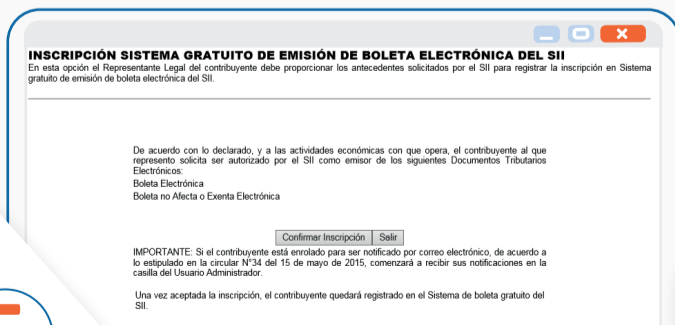 INSCRIPCIÓN SISTEMA GRATUITO DE EMISIÓN DE BOLETA ELECTRÓNICA DEL SII
En esta opción el Representante Legal del contribuyente debe proporcionar los antecedentes solicitados por el SII para registrar la inscripción en Sistema
gratuito de emisión de boleta electrónica del SII.
De acuerdo con lo declarado, y a las actividades económicas con que opera, el contribuyente al que
represento solicita ser autorizado por el SII como emisor de los siguientes Documentos Tributarios
Electrónicos:
Boleta Electrónica
Boleta no Afecta o Exenta Electrónica
Confirmar Inscripción Salir
IMPORTANTE: Si el contribuyente está enrolado para ser notificado por correo electrónico, de acuerdo a
lo estipulado en la circular N°34 del 15 de mayo de 2015, comenzará a recibir sus notificaciones en la
casilla del Usuario Administrador.
Una vez aceptada la inscripción, el contribuyente quedará registrado en el Sistema de boleta gratuito del
SII.